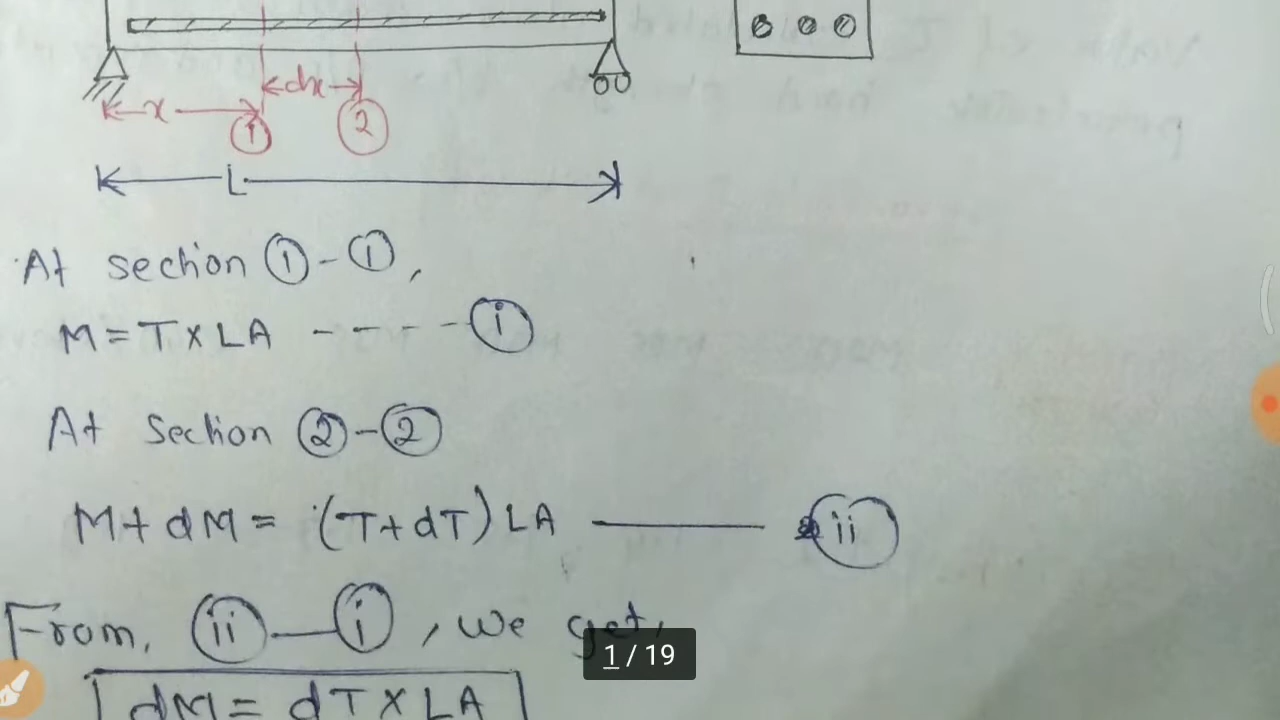 x
dx
1
2
L
At section ①-①,
M = T x LA ---- ⓘ
At section ②-②
M + dM = (T + dT) LA —— ii
From, ii — i, we get,
1 / 19
dM = dT X LA